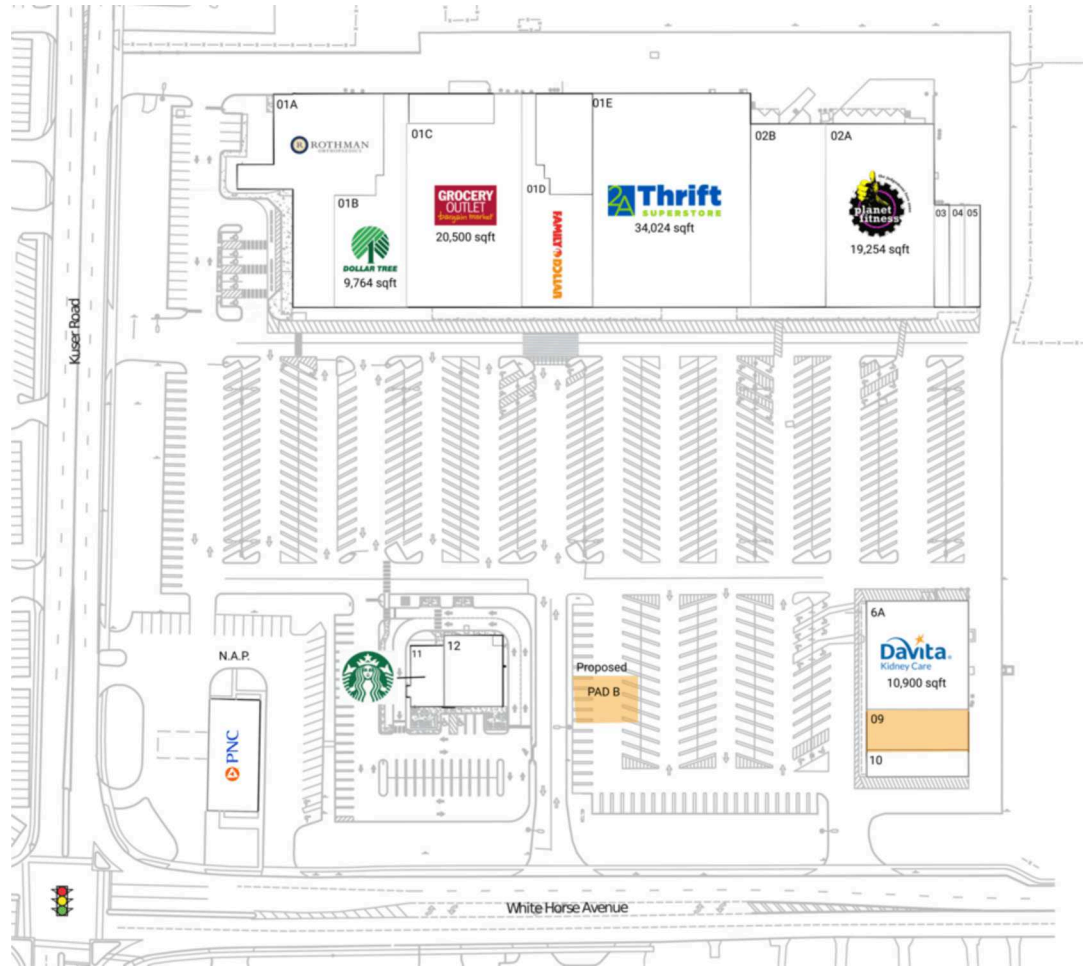 01A
ROTHMAN
ORTHOPAEDICS
01B
DOLLAR TREE
9,764 sqft
01C
GROCERY
OUTLET
bargain market
20,500 sqft
01D
FAMILY DOLLAR
01E
2A Thrift
SUPERSTORE
34,024 sqft
02B
02A
planet
fitness
19,254 sqft
03
04
05
Kuser Road
N.A.P.
PNC
11
12
Proposed
PAD B
6A
DaVita
Kidney Care
10,900 sqft
09
10
White Horse Avenue